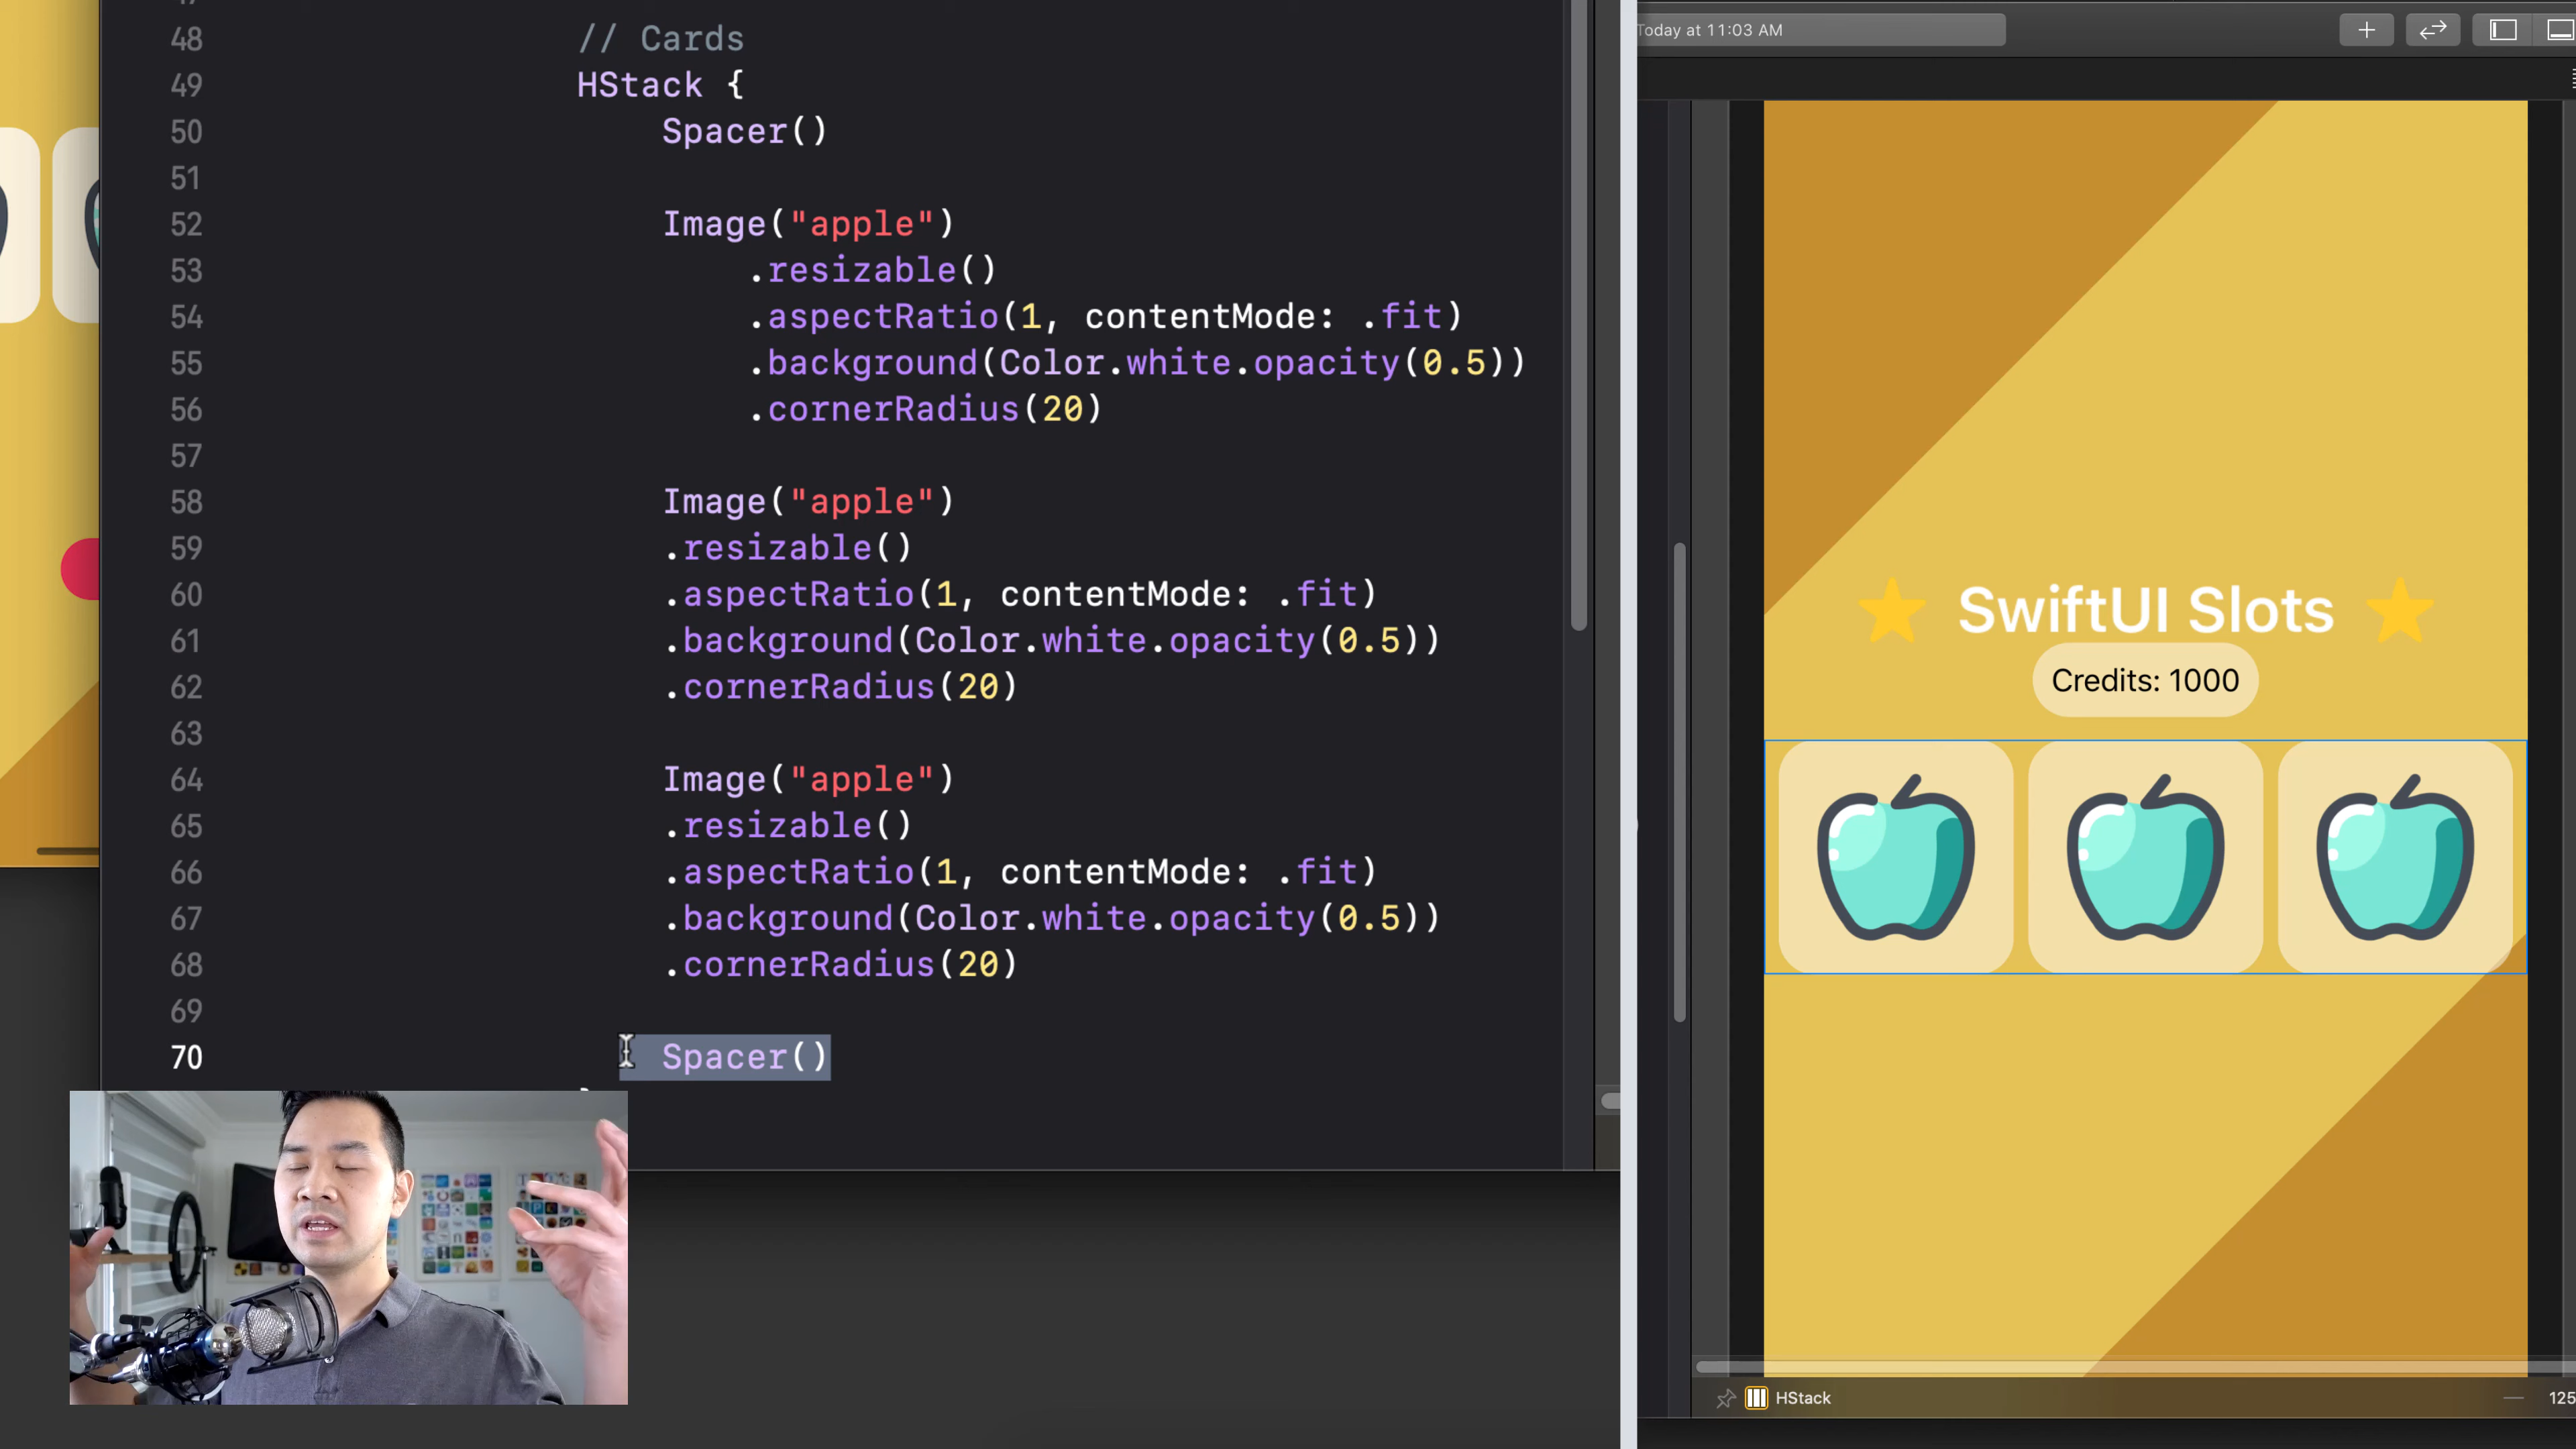 48 // Cards
49 HStack {
50 Spacer()
51
52 Image("apple")
53 .resizable()
54 .aspectRatio(1, contentMode: .fit)
55 .background(Color.white.opacity(0.5))
56 .cornerRadius(20)
57
58 Image("apple")
59 .resizable()
60 .aspectRatio(1, contentMode: .fit)
61 .background(Color.white.opacity(0.5))
62 .cornerRadius(20)
63
64 Image("apple")
65 .resizable()
66 .aspectRatio(1, contentMode: .fit)
67 .background(Color.white.opacity(0.5))
68 .cornerRadius(20)
69
70 Spacer()
Today at 11:03 AM
SwiftUI Slots
Credits: 1000
HStack
125